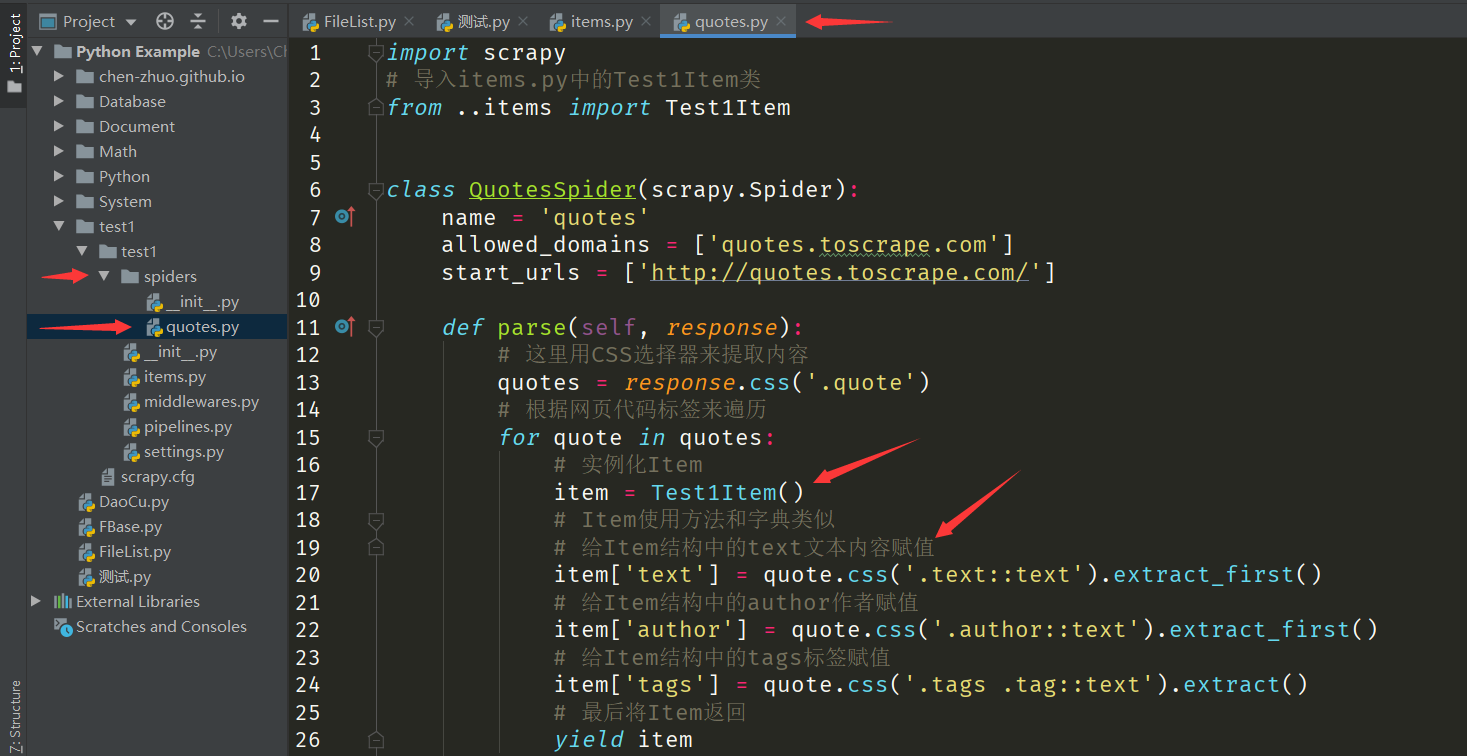 Project
FileList.py
测试.py
items.py
quotes.py
1: Project
Python Example C:\Users\Ch
chen-zhuo.github.io
Database
Document
Math
Python
System
test1
test1
spiders
__init__.py
quotes.py
__init__.py
items.py
middlewares.py
pipelines.py
settings.py
scrapy.cfg
DaoCu.py
FBase.py
FileList.py
测试.py
External Libraries
Scratches and Consoles
7: Structure
1 import scrapy
2 # 导入items.py中的Test1Item类
3 from ..items import Test1Item
4
5
6 class QuotesSpider(scrapy.Spider):
7 name = 'quotes'
8 allowed_domains = ['quotes.toscrape.com']
9 start_urls = ['http://quotes.toscrape.com/']
10
11 def parse(self, response):
12 # 这里用CSS选择器来提取内容
13 quotes = response.css('.quote')
14 # 根据网页代码标签来遍历
15 for quote in quotes:
16 # 实例化Item
17 item = Test1Item()
18 # Item使用方法和字典类似
19 # 给Item结构中的text文本内容赋值
20 item['text'] = quote.css('.text::text').extract_first()
21 # 给Item结构中的author作者赋值
22 item['author'] = quote.css('.author::text').extract_first()
23 # 给Item结构中的tags标签赋值
24 item['tags'] = quote.css('.tags .tag::text').extract()
25 # 最后将Item返回
26 yield item